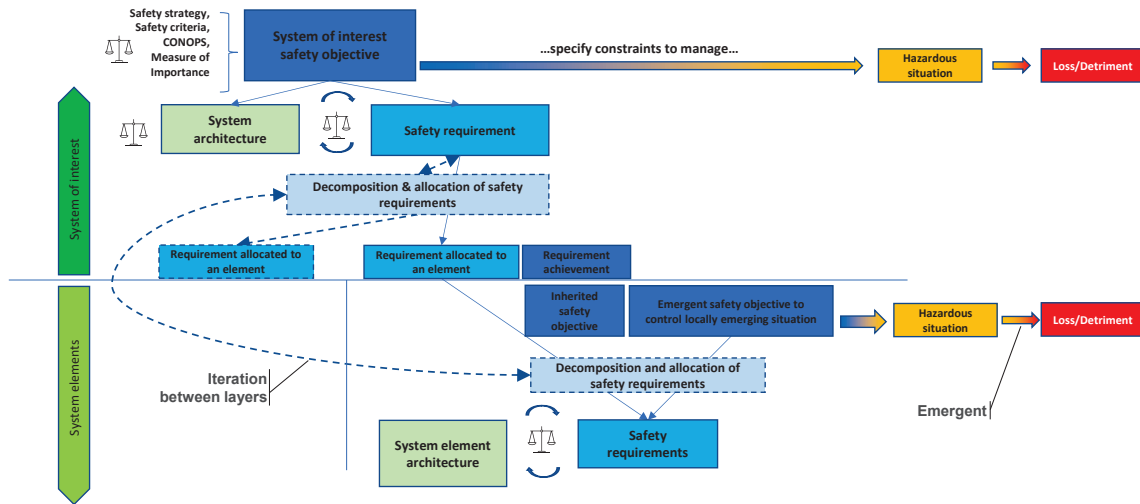 Safety strategy,
Safety criteria,
CONOPS,
Measure of
Importance
System of interest
safety objective
...specify constraints to manage...
Hazardous
situation
Loss/Detriment
System of interest
System
architecture
Safety requirement
Decomposition & allocation of safety
requirements
Requirement allocated to
an element
Requirement allocated to
an element
Requirement
achievement
System elements
Inherited
safety
objective
Emergent safety objective to
control locally emerging situation
Hazardous
situation
Loss/Detriment
Decomposition and allocation of
safety requirements
Iteration
between layers
Emergent
System element
architecture
Safety
requirements